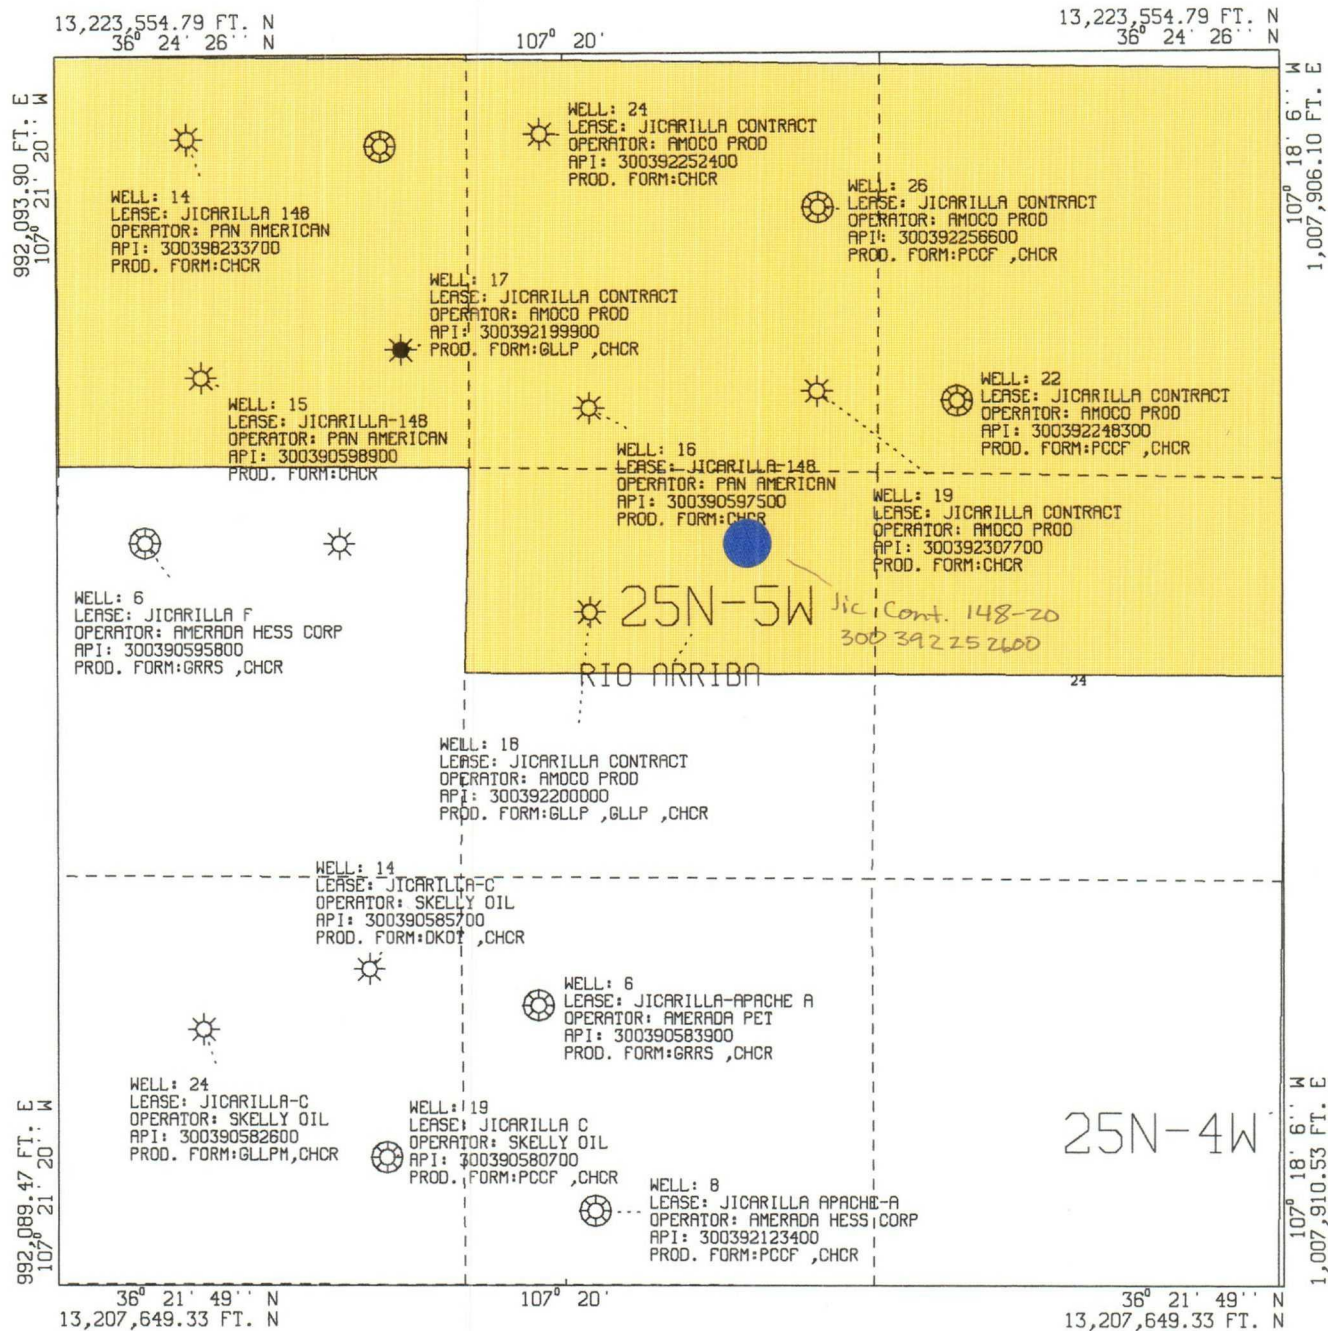 13,223,554.79 FT. N
36° 24' 26'' N
107° 20'
13,223,554.79 FT. N
36° 24' 26'' N
992,093.90 FT. E
107° 21' 20'' W
107° 18' 6'' W
1,007,906.10 FT. E
WELL: 24
LEASE: JICARILLA CONTRACT
OPERATOR: AMOCO PROD
API: 300392252400
PROD. FORM:CHCR
WELL: 14
LEASE: JICARILLA 148
OPERATOR: PAN AMERICAN
API: 300398233700
PROD. FORM:CHCR
WELL: 26
LEASE: JICARILLA CONTRACT
OPERATOR: AMOCO PROD
API: 300392256600
PROD. FORM:PCCF ,CHCR
WELL: 17
LEASE: JICARILLA CONTRACT
OPERATOR: AMOCO PROD
API: 300392199900
PROD. FORM:GLLP ,CHCR
WELL: 15
LEASE: JICARILLA-148
OPERATOR: PAN AMERICAN
API: 300390598900
PROD. FORM:CHCR
WELL: 22
LEASE: JICARILLA CONTRACT
OPERATOR: AMOCO PROD
API: 300392248300
PROD. FORM:PCCF ,CHCR
WELL: 16
LEASE: JICARILLA-148
OPERATOR: PAN AMERICAN
API: 300390597500
PROD. FORM:CHCR
WELL: 19
LEASE: JICARILLA CONTRACT
OPERATOR: AMOCO PROD
API: 300392307700
PROD. FORM:CHCR
WELL: 6
LEASE: JICARILLA F
OPERATOR: AMERADA HESS CORP
API: 300390595800
PROD. FORM:GRRS ,CHCR
25N-5W
Jic Cont. 148-20
300392252600
RIO ARRIBA
24
WELL: 18
LEASE: JICARILLA CONTRACT
OPERATOR: AMOCO PROD
API: 300392200000
PROD. FORM:GLLP ,GLLP ,CHCR
WELL: 14
LEASE: JICARILLA-C
OPERATOR: SKELLY OIL
API: 300390585700
PROD. FORM:DKOT ,CHCR
WELL: 6
LEASE: JICARILLA-APACHE A
OPERATOR: AMERADA PET
API: 300390583900
PROD. FORM:GRRS ,CHCR
WELL: 24
LEASE: JICARILLA-C
OPERATOR: SKELLY OIL
API: 300390582600
PROD. FORM:GLLPM,CHCR
WELL: 19
LEASE: JICARILLA C
OPERATOR: SKELLY OIL
API: 300390580700
PROD. FORM:PCCF ,CHCR
25N-4W
WELL: 8
LEASE: JICARILLA APACHE-A
OPERATOR: AMERADA HESS CORP
API: 300392123400
PROD. FORM:PCCF ,CHCR
992,089.47 FT. E
107° 21' 20'' W
107° 18' 6'' W
1,007,910.53 FT. E
36° 21' 49'' N
13,207,649.33 FT. N
107° 20'
36° 21' 49'' N
13,207,649.33 FT. N